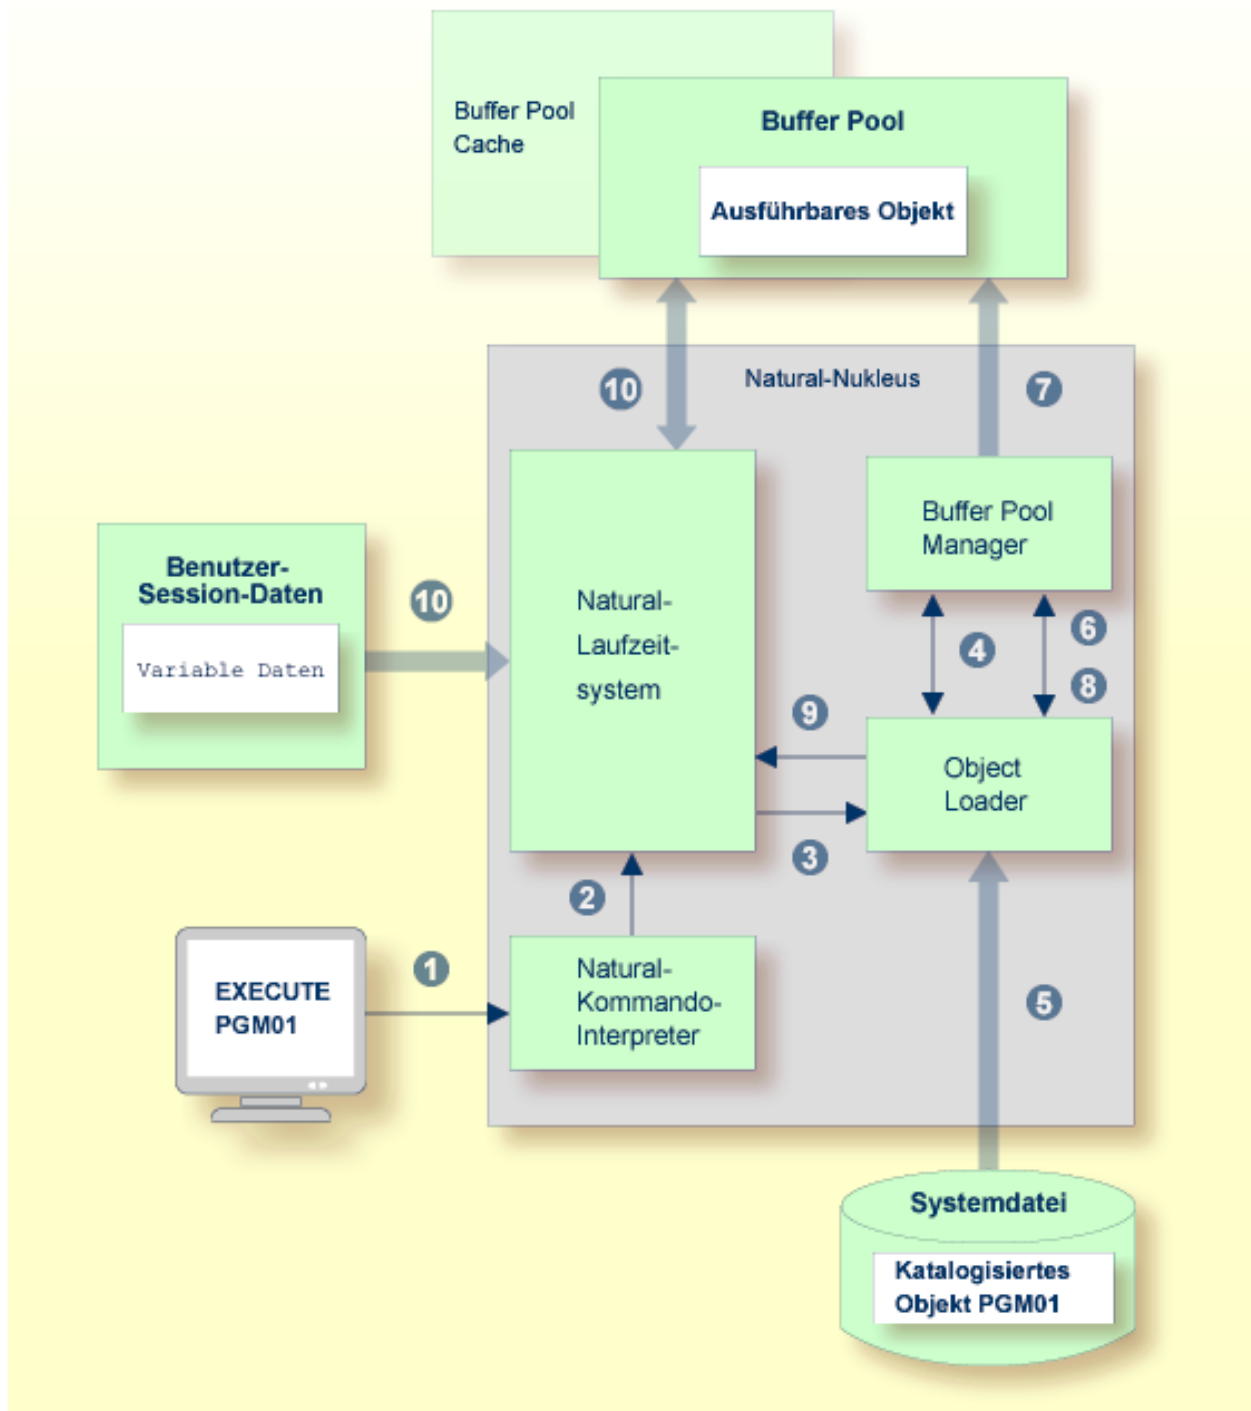 Buffer Pool
Cache
Buffer Pool
Ausführbares Objekt
Natural-Nukleus
10
7
Buffer Pool
Manager
Benutzer-
Session-Daten
Variable Daten
10
Natural-
Laufzeit-
system
4
6
8
9
Object
Loader
3
2
EXECUTE
PGM01
1
Natural-
Kommando-
Interpreter
5
Systemdatei
Katalogisiertes
Objekt PGM01